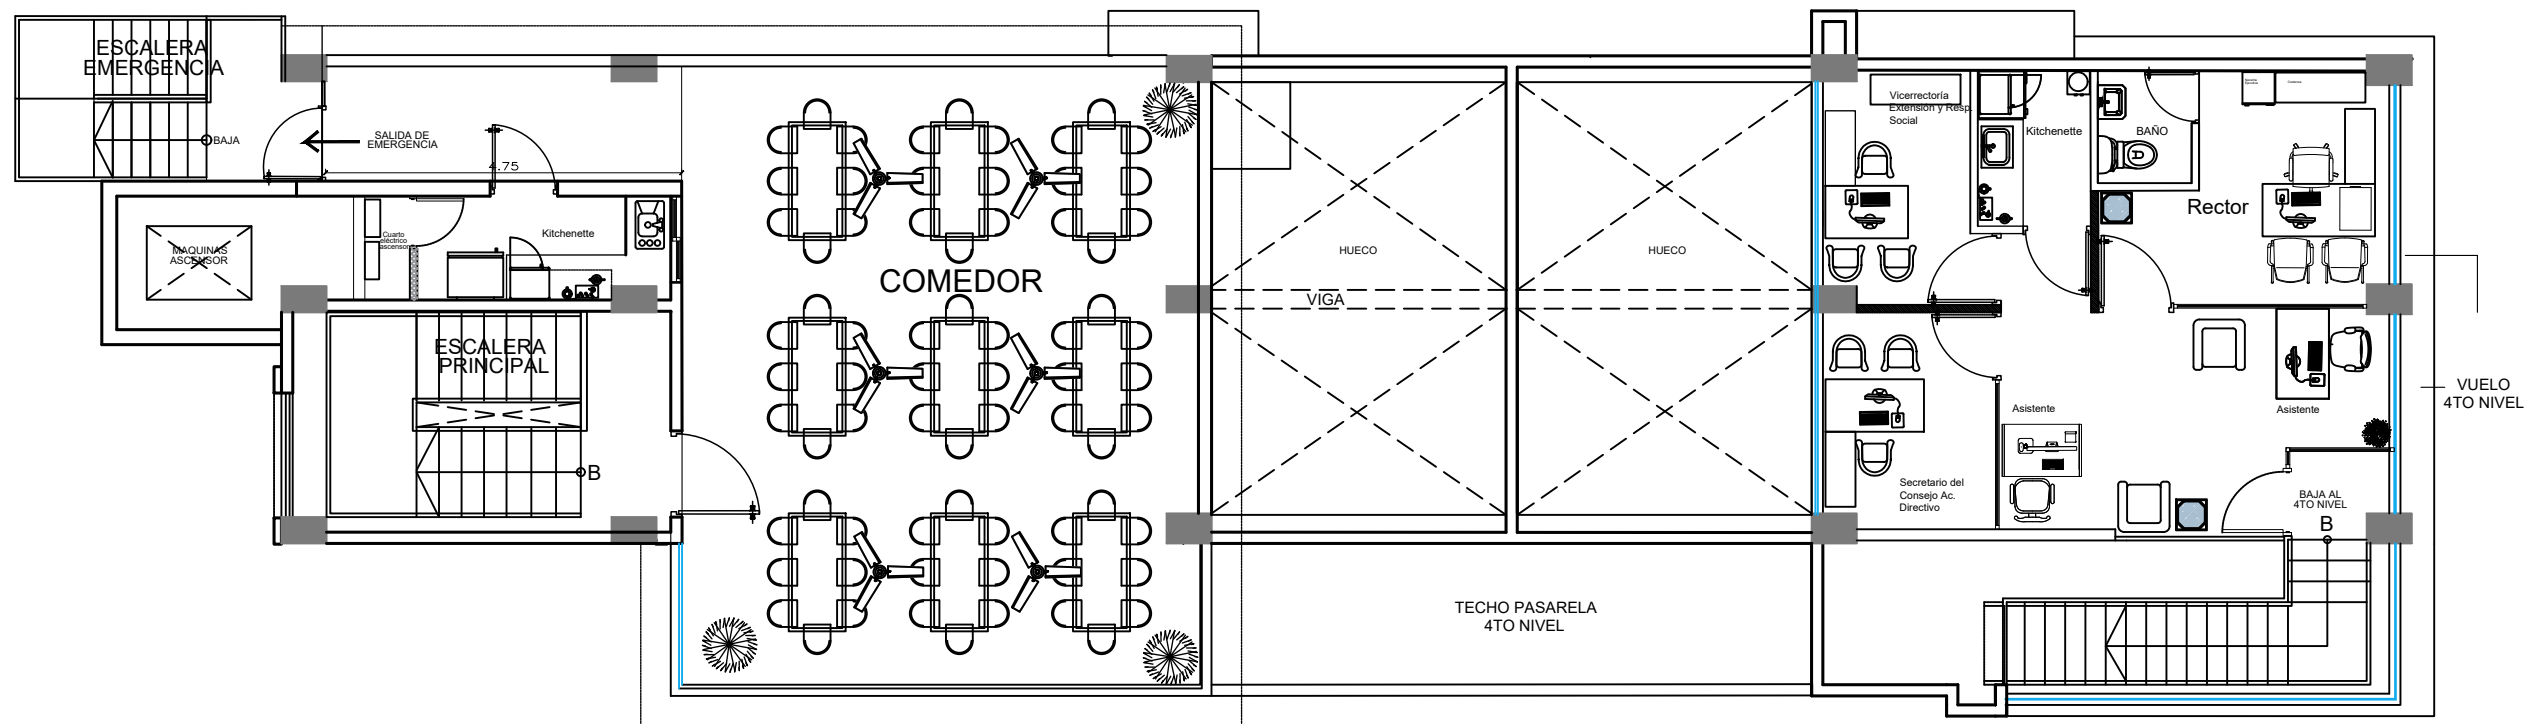 ESCALERA
EMERGENCIA
BAJA
SALIDA DE
EMERGENCIA
4.75
MAQUINAS
ASCENSOR
Cuarto
eléctrico
ascensor
Kitchenette
ESCALERA
PRINCIPAL
B
COMEDOR
HUECO
VIGA
HUECO
TECHO PASARELA
4TO NIVEL
Vicerrectoría
Extensión y Resp.
Social
Kitchenette
BAÑO
Rector
Asistente
Asistente
Secretario del
Consejo Ac.
Directivo
BAJA AL
4TO NIVEL
B
VUELO
4TO NIVEL